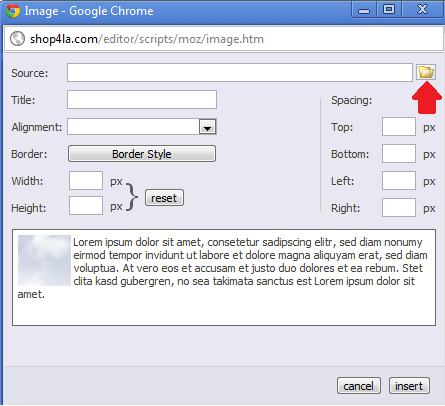 Image - Google Chrome
shop4la.com/editor/scripts/moz/image.htm
Source:
Title:
Spacing:
Alignment:
Top: px
Border: Border Style
Bottom: px
Width: px
Left: px
reset
Height: px
Right: px
Lorem ipsum dolor sit amet, consetetur sadipscing elitr, sed diam nonumy
eirmod tempor invidunt ut labore et dolore magna aliquyam erat, sed diam
voluptua. At vero eos et accusam et justo duo dolores et ea rebum. Stet
clita kasd gubergren, no sea takimata sanctus est Lorem ipsum dolor sit
amet.
cancel insert